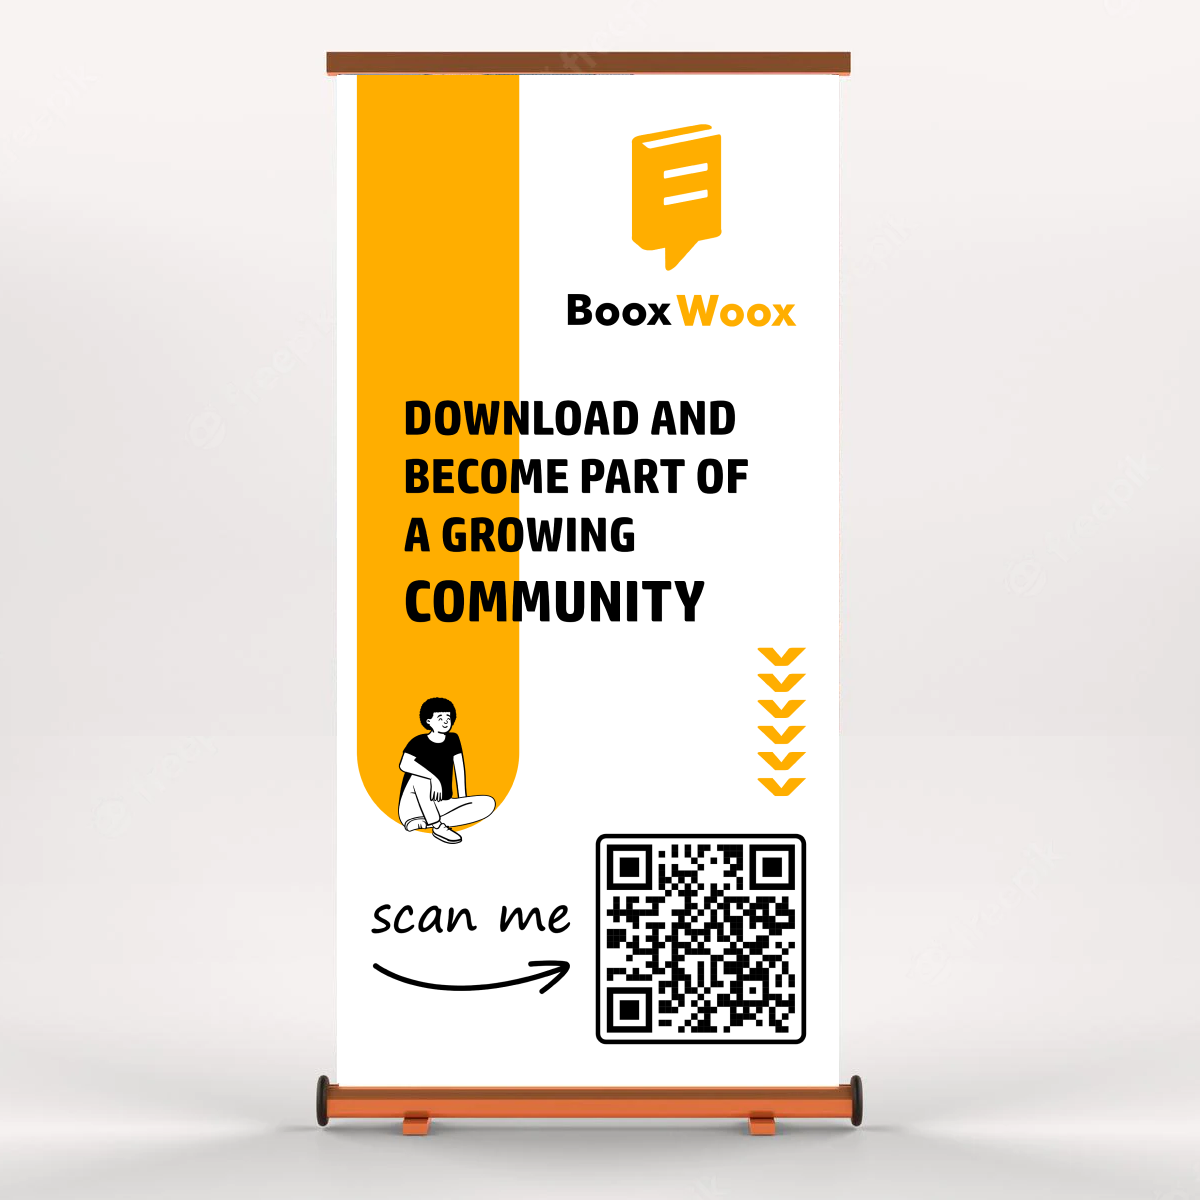 BooxWoox
DOWNLOAD AND
BECOME PART OF
A GROWING
COMMUNITY
scan me